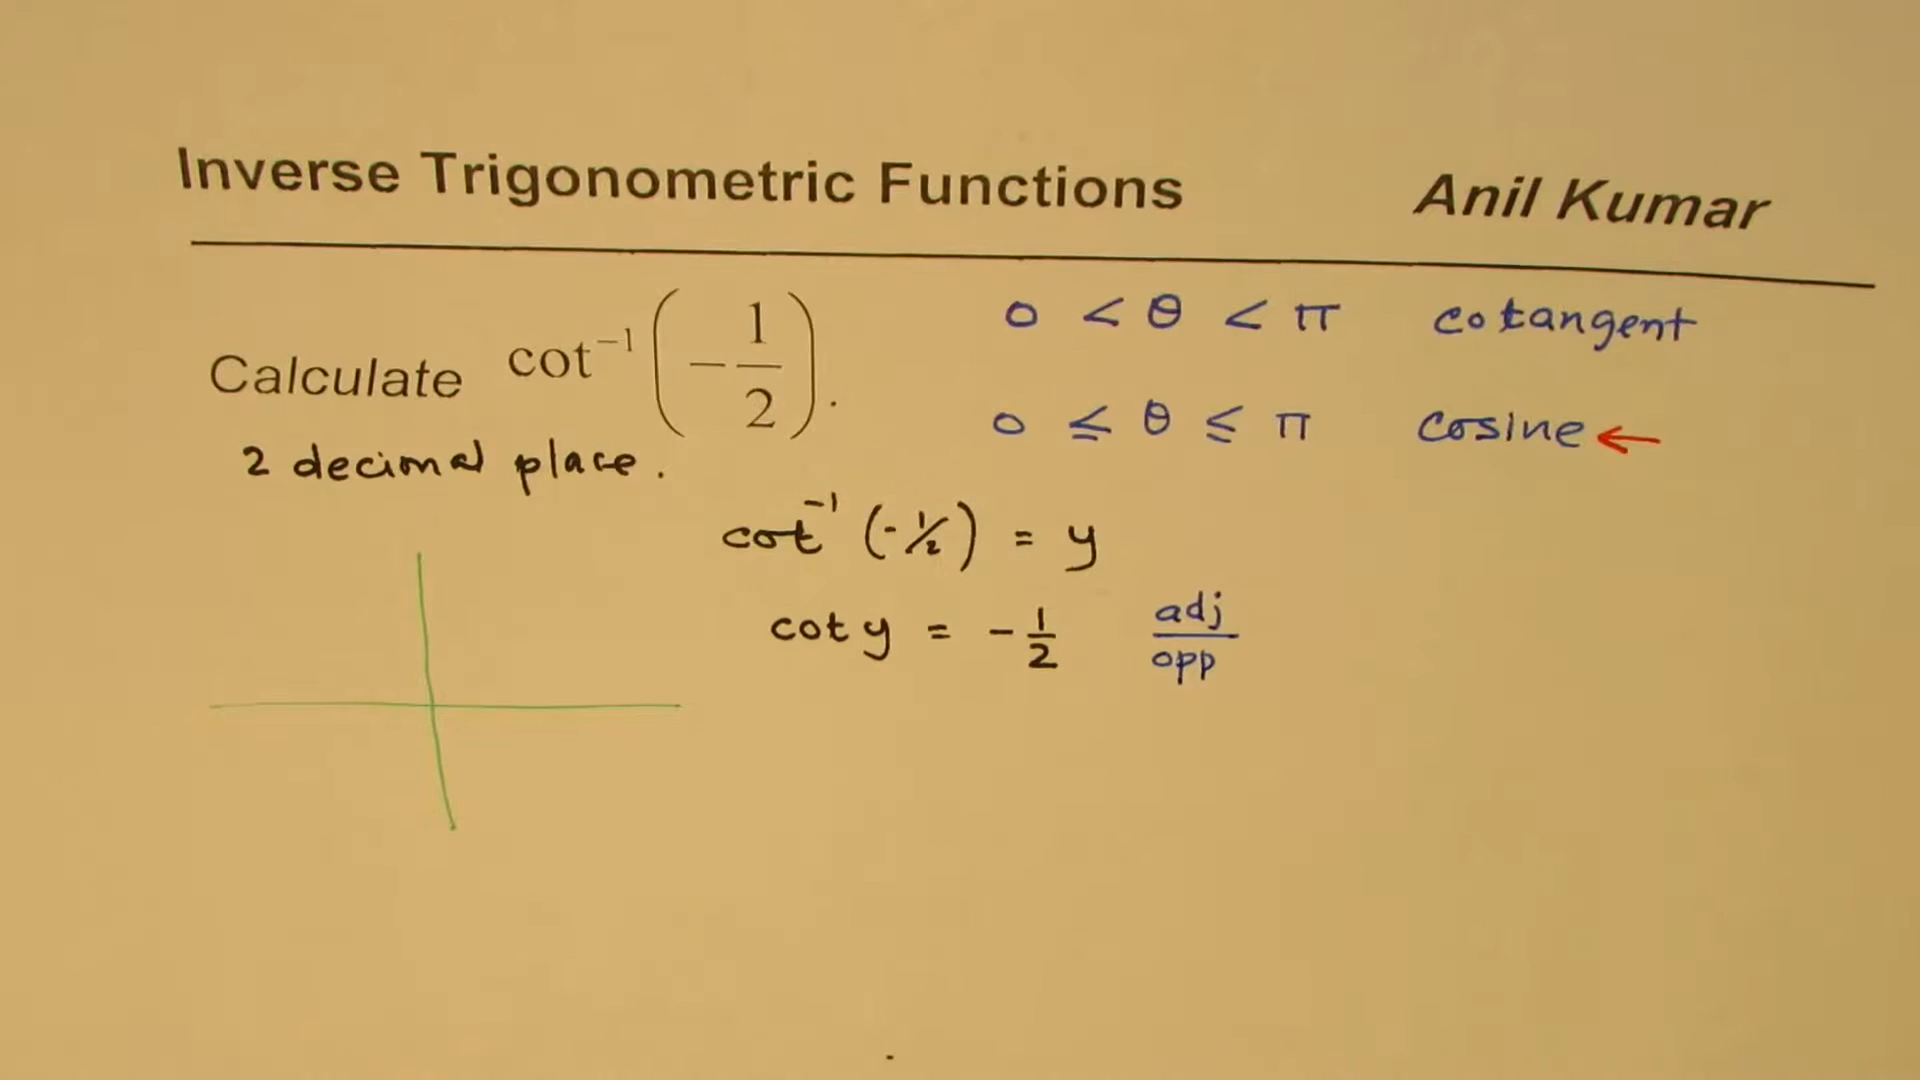 Inverse Trigonometric Functions Anil Kumar
Calculate cot⁻¹(-1/2).
2 decimal place.
0 < θ < π cotangent
0 ≤ θ ≤ π cosine ←
cot⁻¹(-1/2) = y
cot y = -1/2 adj/opp